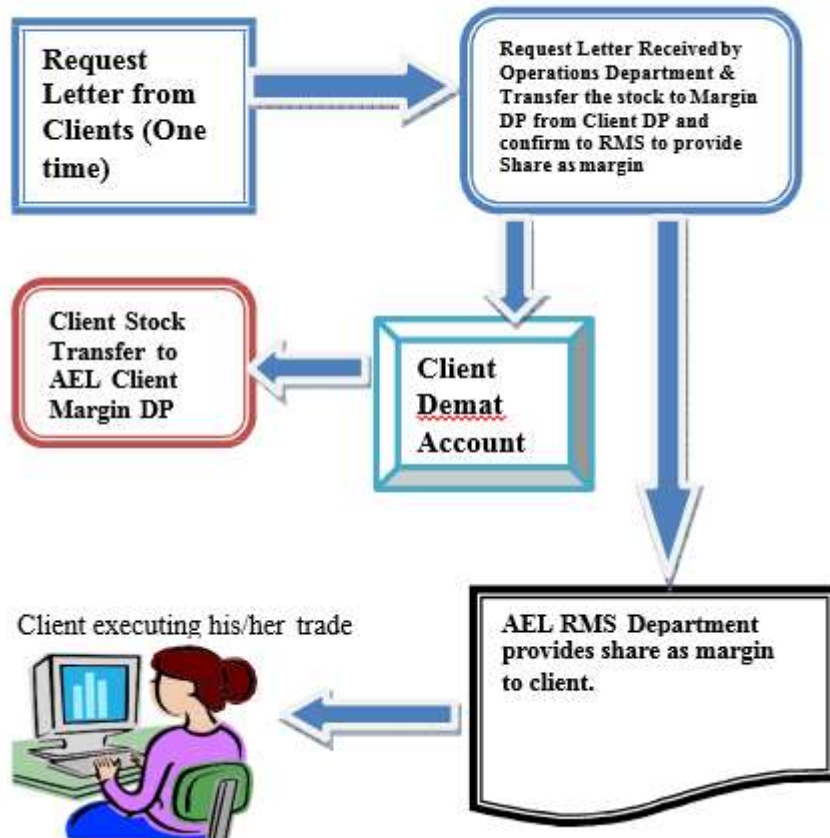 Request
Letter from
Clients (One
time)
Request Letter Received by
Operations Department &
Transfer the stock to Margin
DP from Client DP and
confirm to RMS to provide
Share as margin
Client Stock
Transfer to
AEL Client
Margin DP
Client
Demat
Account
Client executing his/her trade
AEL RMS Department
provides share as margin
to client.